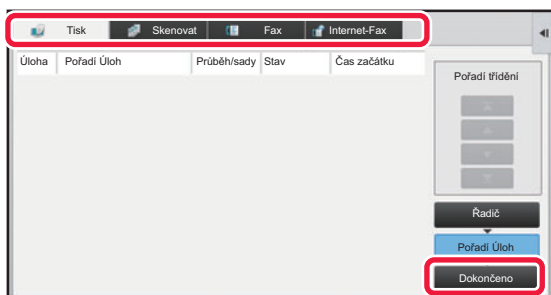 Tisk Skenovat Fax Internet-Fax
Úloha Pořadí Úloh Průběh/sady Stav Čas začátku
Pořadí třídění
Řadič
Pořadí Úloh
Dokončeno